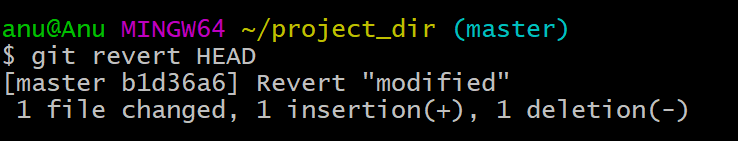 anu@Anu MINGW64 ~/project_dir (master)
$ git revert HEAD
[master b1d36a6] Revert "modified"
 1 file changed, 1 insertion(+), 1 deletion(-)